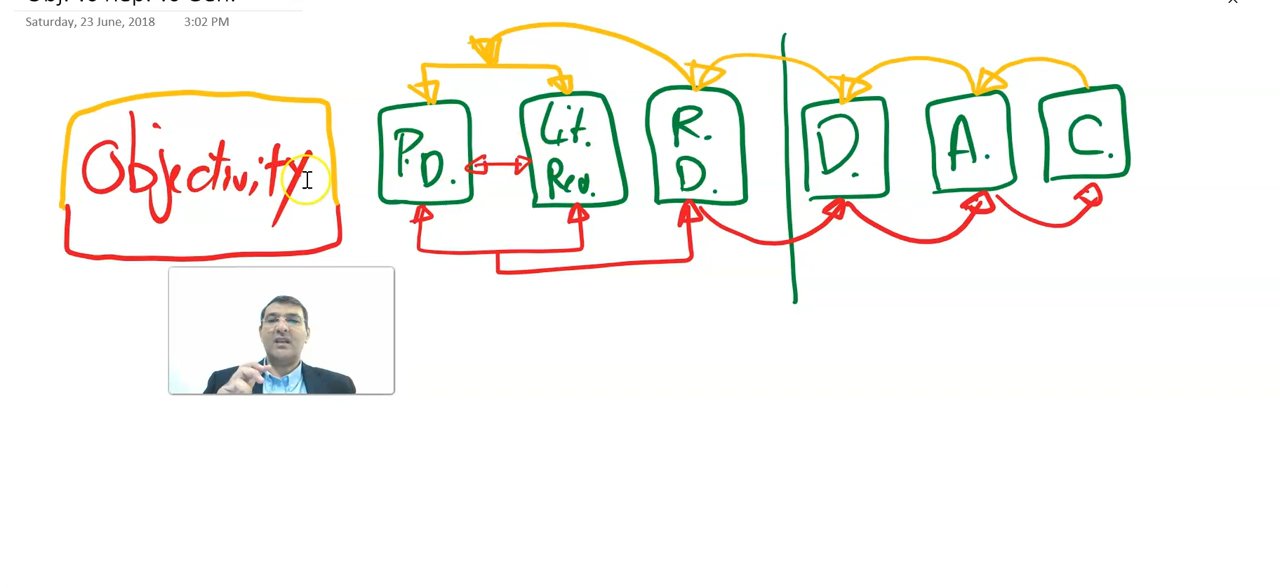 Saturday, 23 June, 2018 3:02 PM
Objectivity
P.D.
Lit.
Rev.
R.
D.
D.
A.
C.